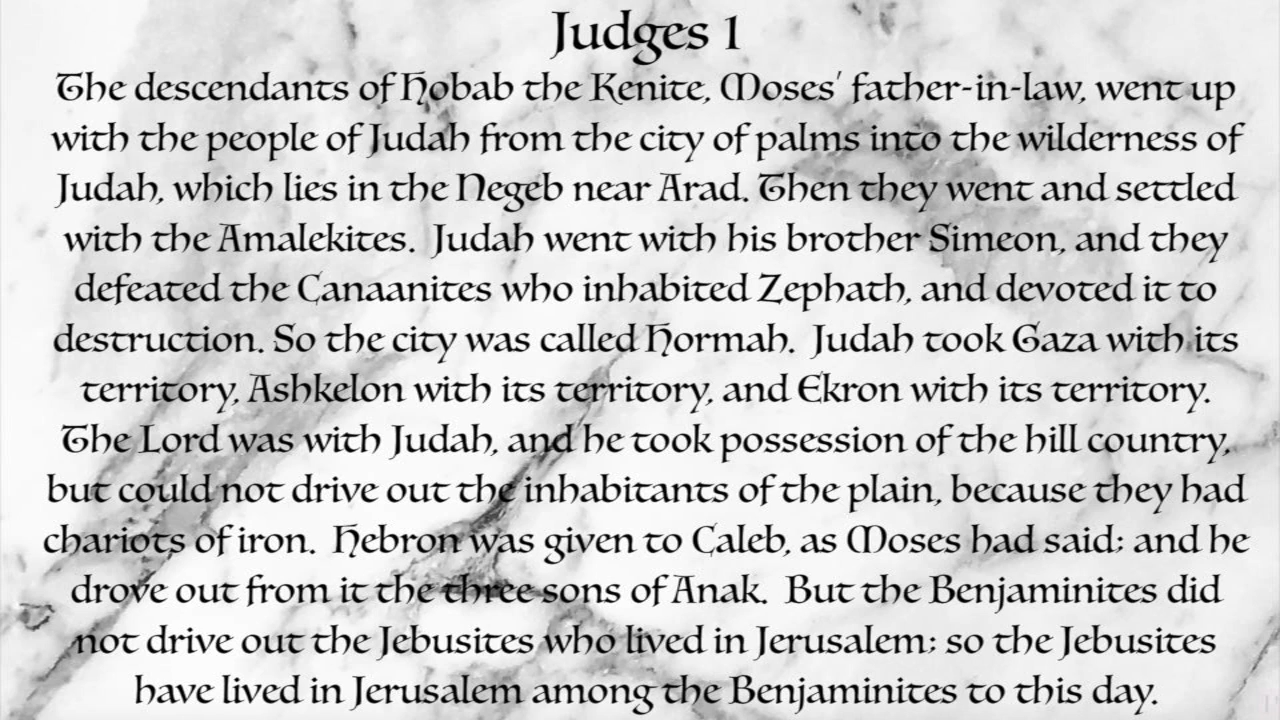 Judges 1
The descendants of Hobab the Kenite, Moses' father-in-law, went up
with the people of Judah from the city of palms into the wilderness of
Judah, which lies in the Negeb near Arad. Then they went and settled
with the Amalekites. Judah went with his brother Simeon, and they
defeated the Canaanites who inhabited Zephath, and devoted it to
destruction. So the city was called Hormah. Judah took Gaza with its
territory, Ashkelon with its territory, and Ekron with its territory.
The Lord was with Judah, and he took possession of the hill country,
but could not drive out the inhabitants of the plain, because they had
chariots of iron. Hebron was given to Caleb, as Moses had said; and he
drove out from it the three sons of Anak. But the Benjaminites did
not drive out the Jebusites who lived in Jerusalem; so the Jebusites
have lived in Jerusalem among the Benjaminites to this day.